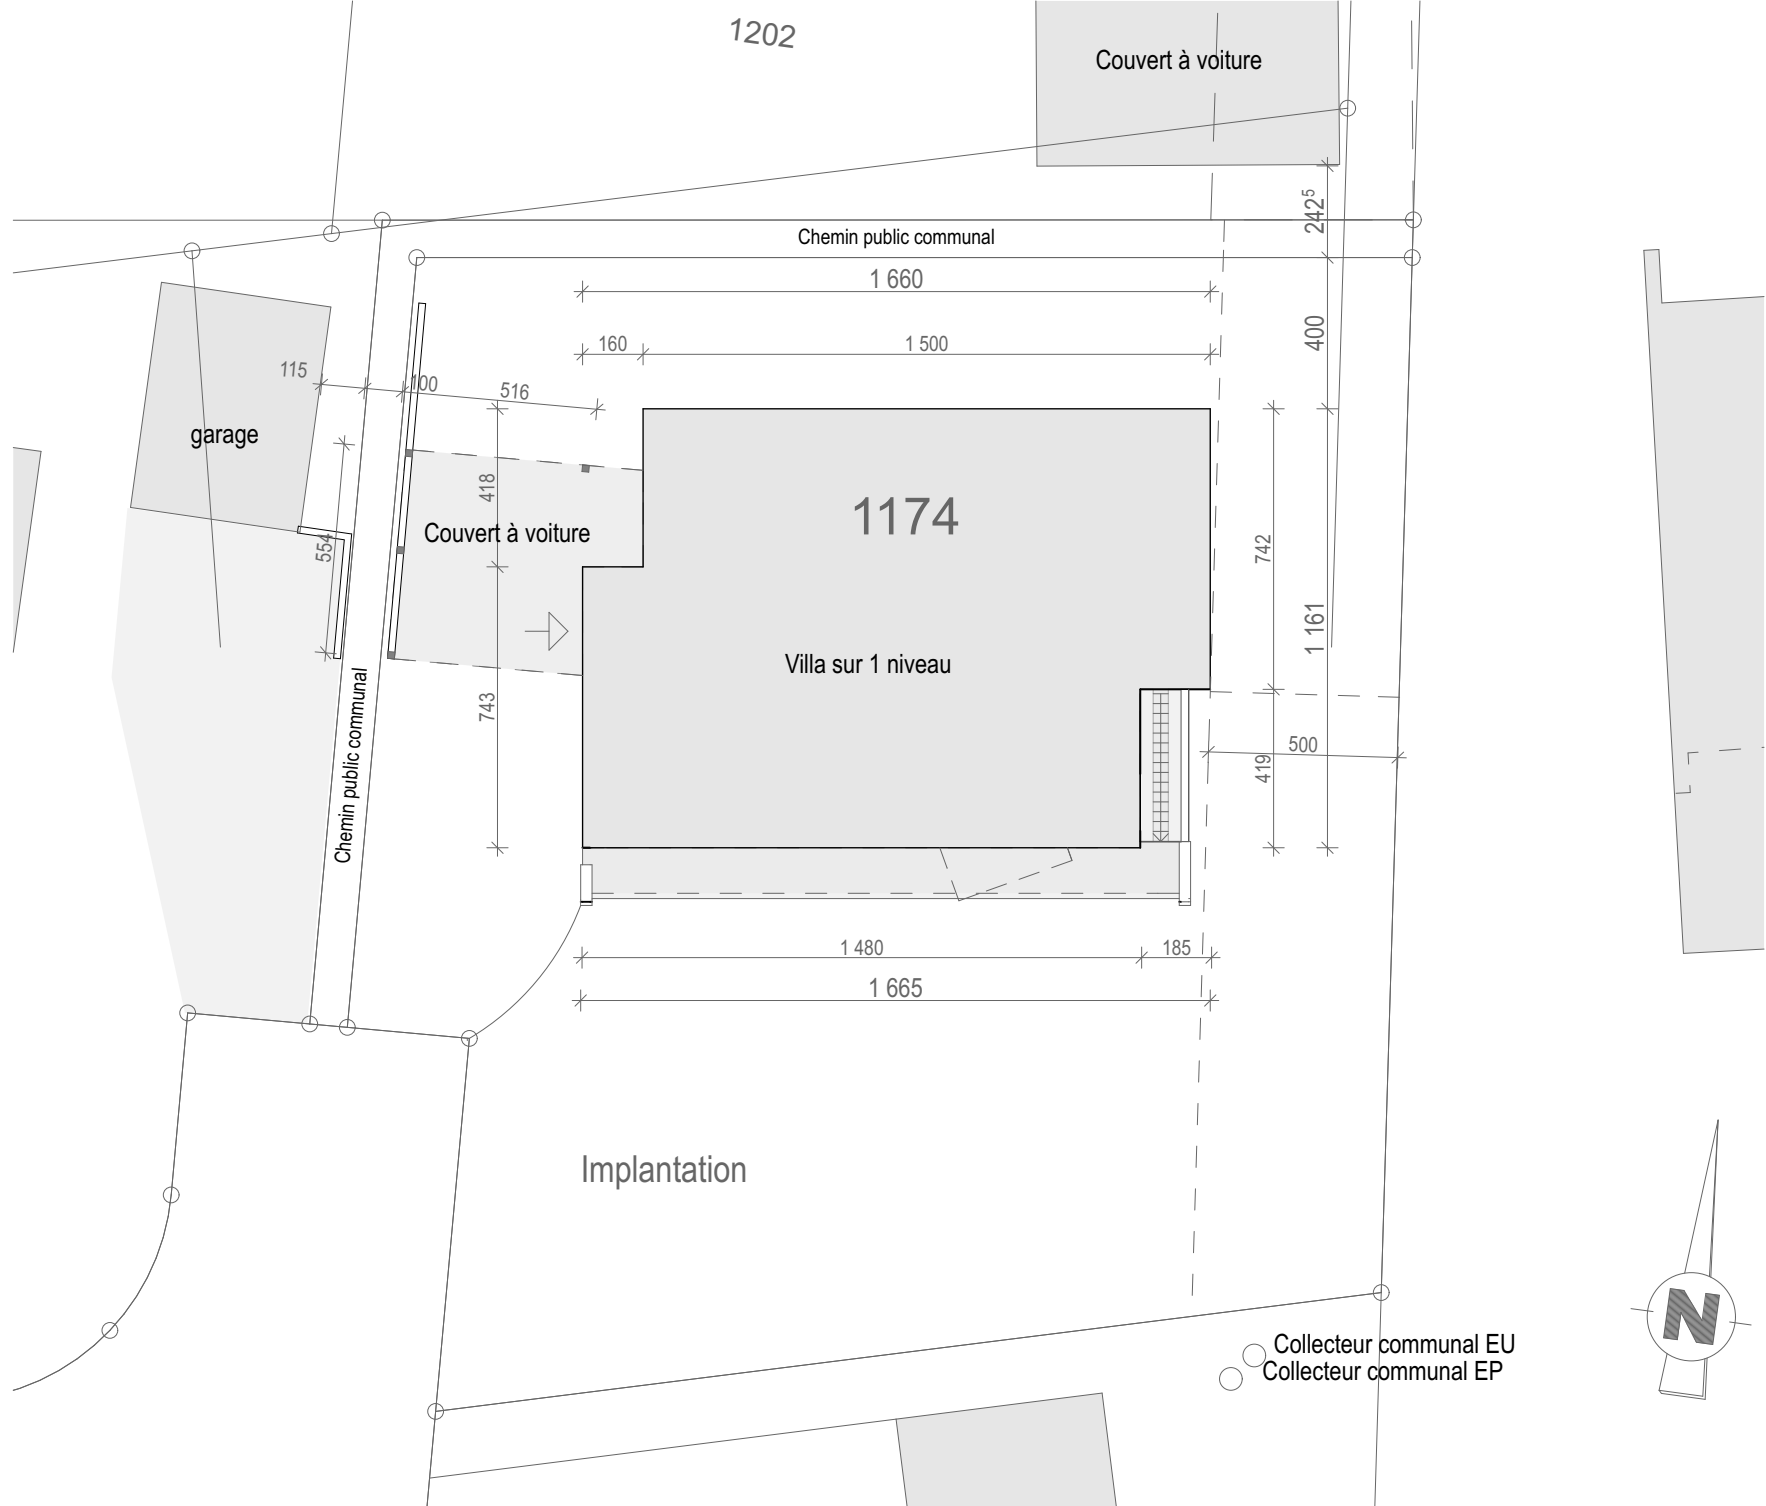 1202
Couvert à voiture
242⁵
Chemin public communal
1 660
400
160
1 500
115
100
516
garage
418
1174
Couvert à voiture
554
742
1 161
Villa sur 1 niveau
743
Chemin public communal
500
419
1 480
185
1 665
Implantation
N
Collecteur communal EU
Collecteur communal EP